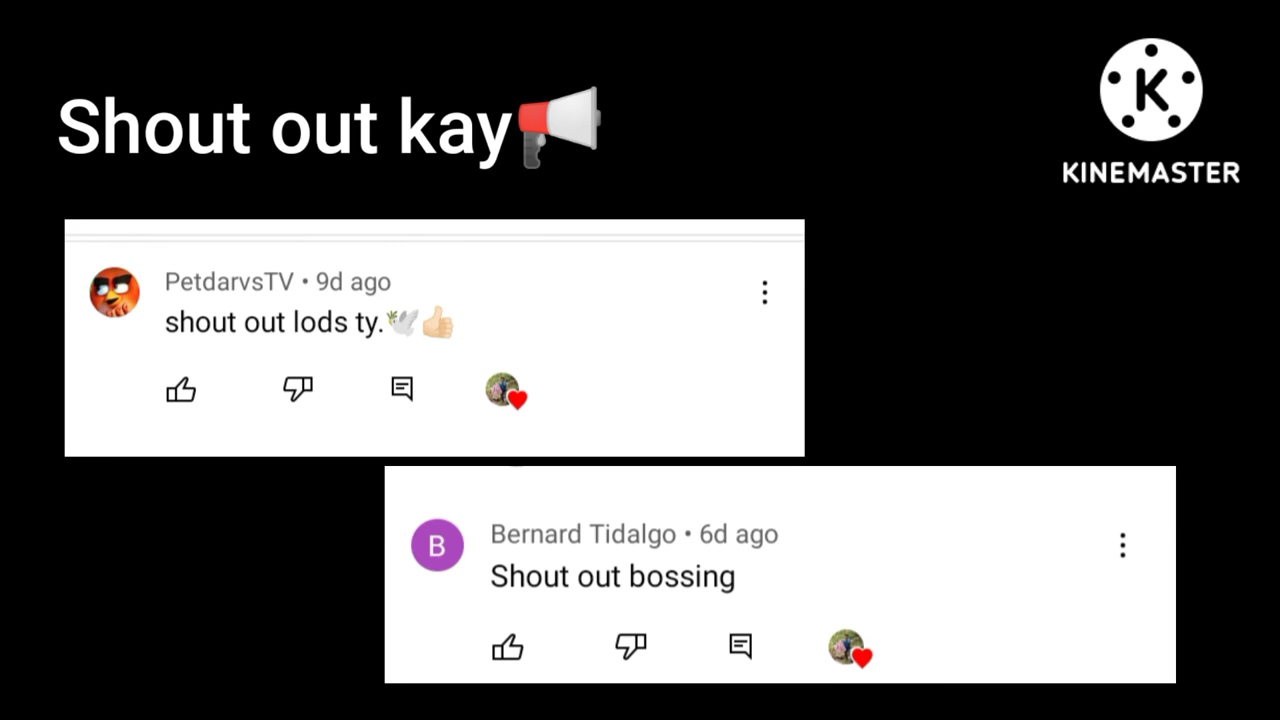 Shout out kay📢
K
KINEMASTER
PetdarvsTV • 9d ago
shout out lods ty.🕊️👍🏻
B
Bernard Tidalgo • 6d ago
Shout out bossing